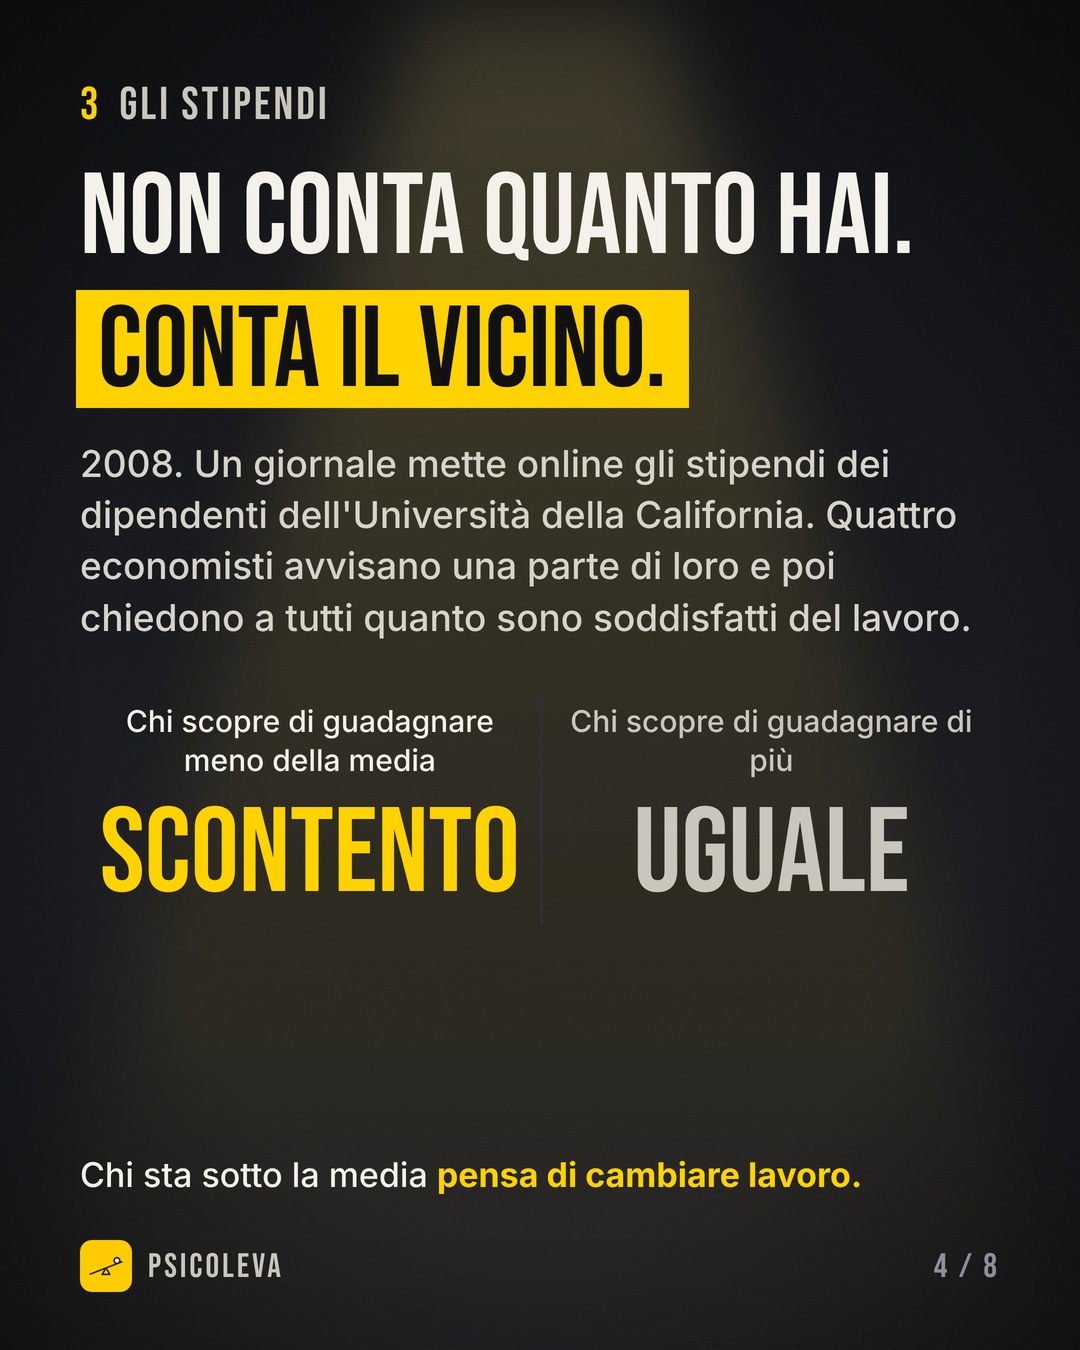 3 GLI STIPENDI
NON CONTA QUANTO HAI.
CONTA IL VICINO.
2008. Un giornale mette online gli stipendi dei
dipendenti dell'Università della California. Quattro
economisti avvisano una parte di loro e poi
chiedono a tutti quanto sono soddisfatti del lavoro.
Chi scopre di guadagnare
meno della media
SCONTENTO
Chi scopre di guadagnare di
più
UGUALE
Chi sta sotto la media pensa di cambiare lavoro.
PSICOLEVA
4 / 8